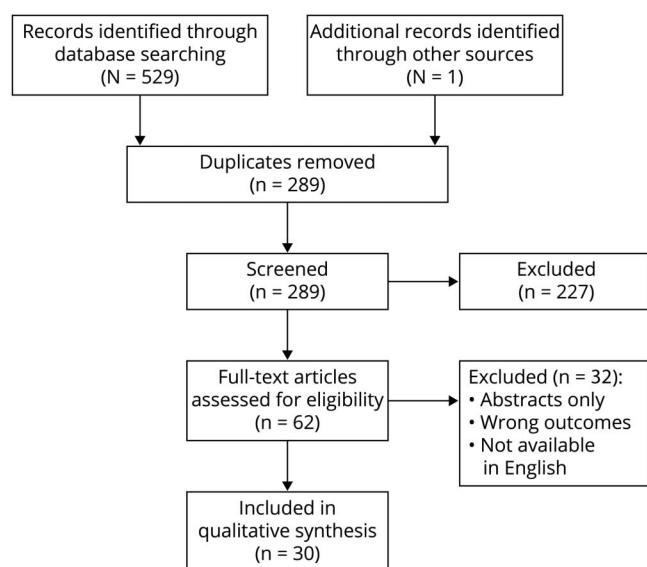 Records identified through
database searching
(N = 529)
Additional records identified
through other sources
(N = 1)
Duplicates removed
(n = 289)
Screened
(n = 289)
Excluded
(n = 227)
Full-text articles
assessed for eligibility
(n = 62)
Excluded (n = 32):
• Abstracts only
• Wrong outcomes
• Not available
in English
Included in
qualitative synthesis
(n = 30)